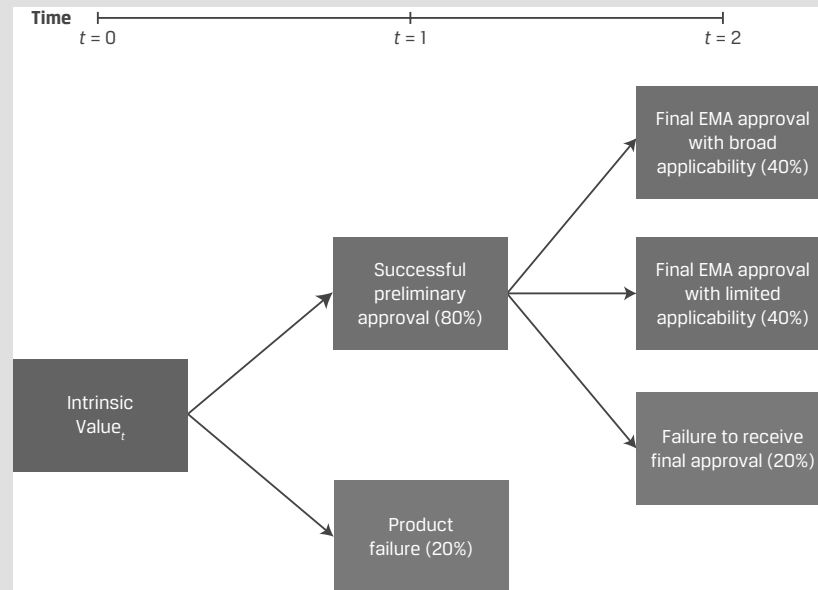 Time
t = 0
t = 1
t = 2
Final EMA approval
with broad
applicability (40%)
Successful
preliminary
approval (80%)
Final EMA approval
with limited
applicability (40%)
Intrinsic
Valueₜ
Failure to receive
final approval (20%)
Product
failure (20%)